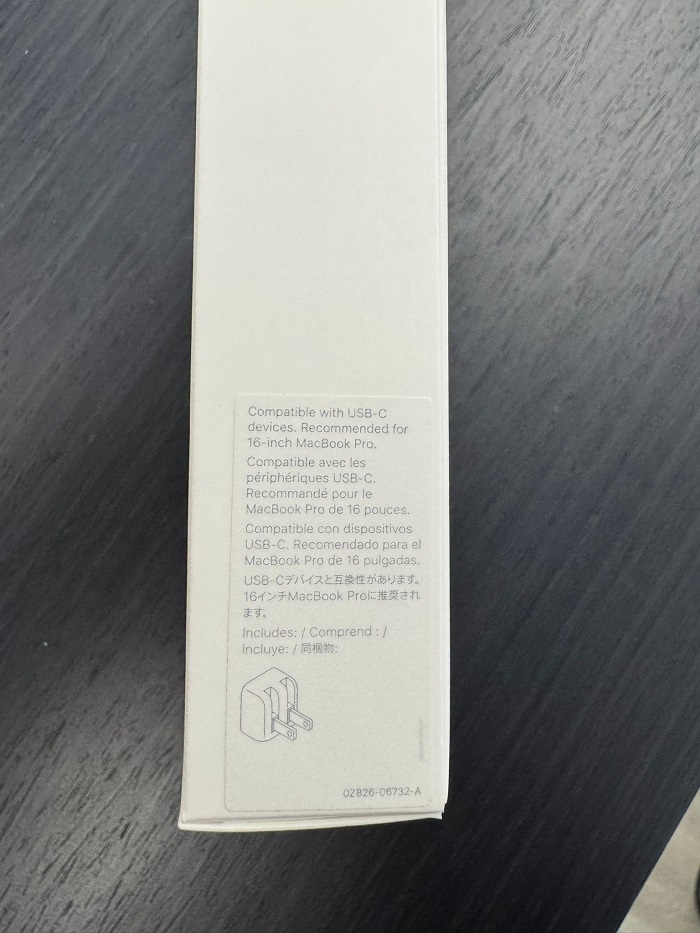 Compatible with USB-C
devices. Recommended for
16-inch MacBook Pro.
Compatible avec les
périphériques USB-C.
Recommandé pour le
MacBook Pro de 16 pouces.
Compatible con dispositivos
USB-C. Recomendado para el
MacBook Pro de 16 pulgadas.
USB-Cデバイスと互換性があります。
16インチMacBook Proに推奨され
ます。
Includes: / Comprend : /
Incluye: / 同梱物:
0Z826-06732-A